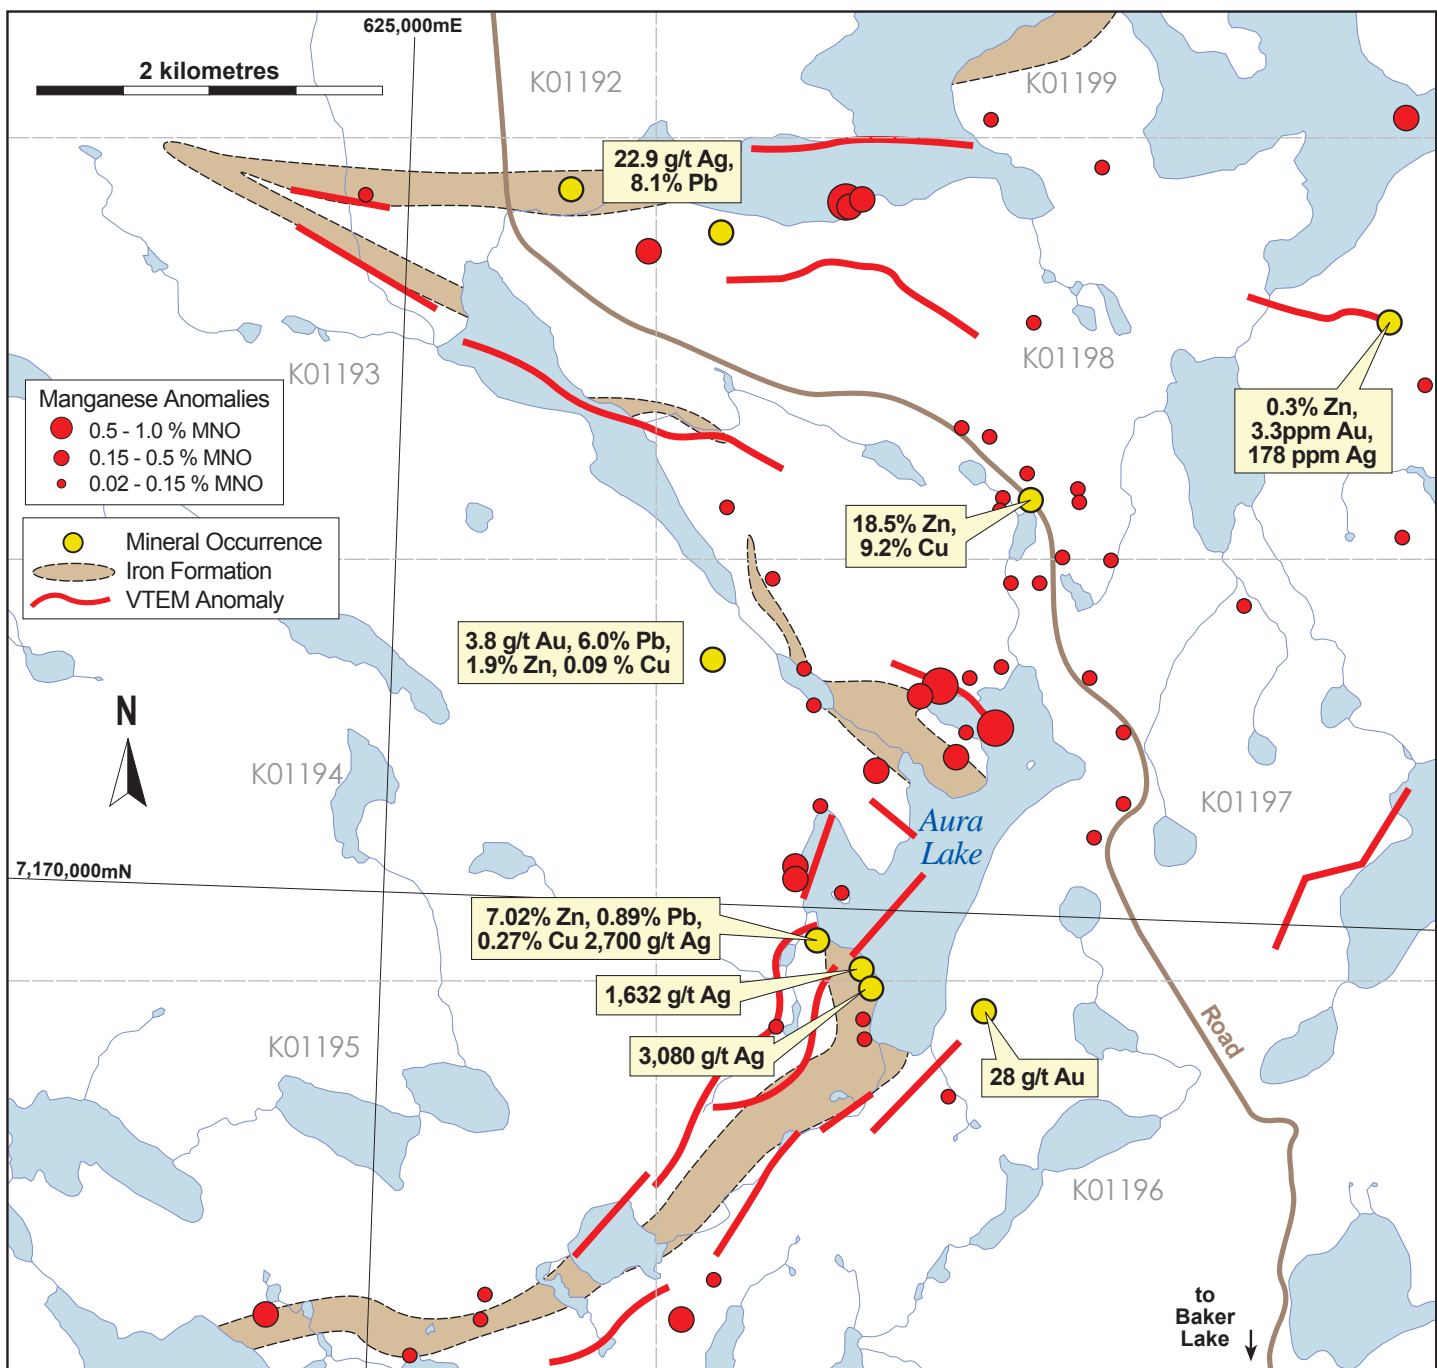 625,000mE
2 kilometres
K01192
K01199
22.9 g/t Ag,
8.1% Pb
K01193
K01198
Manganese Anomalies
0.5 - 1.0 % MNO
0.15 - 0.5 % MNO
0.02 - 0.15 % MNO
0.3% Zn,
3.3ppm Au,
178 ppm Ag
Mineral Occurrence
Iron Formation
VTEM Anomaly
18.5% Zn,
9.2% Cu
3.8 g/t Au, 6.0% Pb,
1.9% Zn, 0.09 % Cu
N
K01194
K01197
Aura
Lake
7,170,000mN
7.02% Zn, 0.89% Pb,
0.27% Cu 2,700 g/t Ag
1,632 g/t Ag
3,080 g/t Ag
K01195
Road
28 g/t Au
K01196
to
Baker
Lake